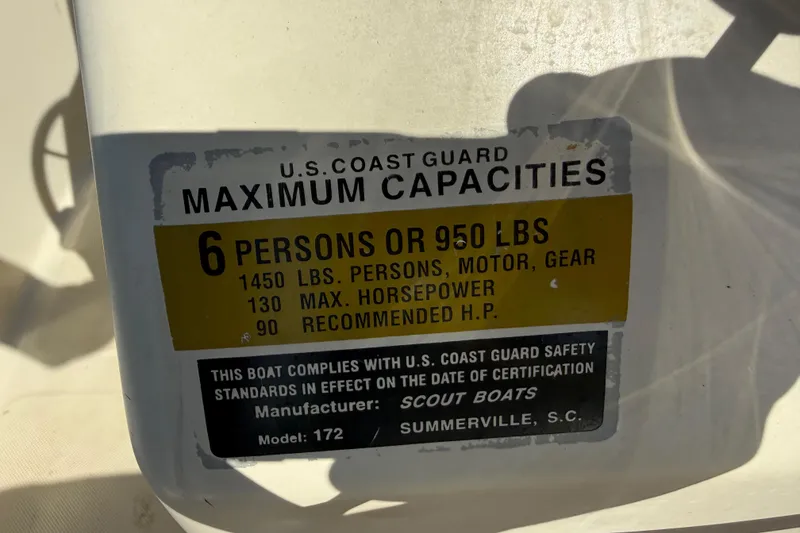 U.S. COAST GUARD
MAXIMUM CAPACITIES
6 PERSONS OR 950 LBS
1450 LBS. PERSONS, MOTOR, GEAR
130 MAX. HORSEPOWER
90 RECOMMENDED H.P.
THIS BOAT COMPLIES WITH U.S. COAST GUARD SAFETY
STANDARDS IN EFFECT ON THE DATE OF CERTIFICATION
Manufacturer: SCOUT BOATS
Model: 172 SUMMERVILLE, S.C.